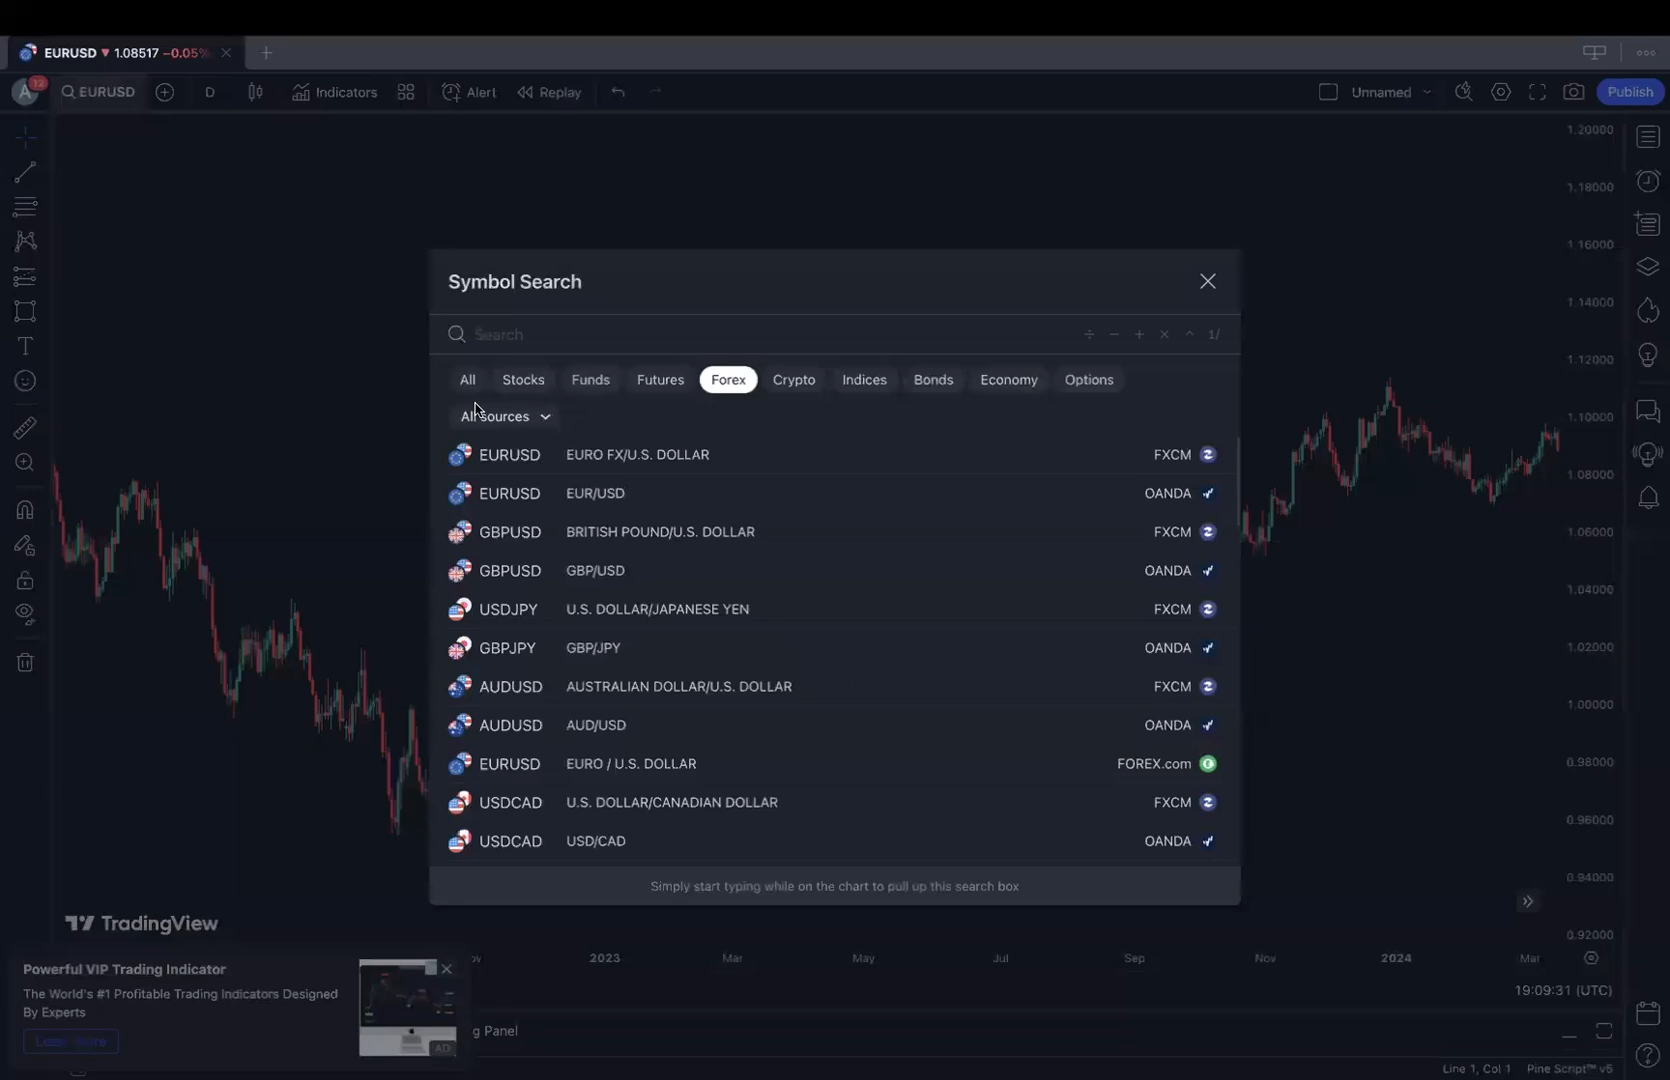 EURUSD ▼ 1.08517 −0.05%
A 12 EURUSD D Indicators Alert Replay Unnamed Publish
1.20000
1.18000
1.16000
1.14000
1.12000
1.10000
1.08000
1.06000
1.04000
1.02000
1.00000
0.98000
0.96000
0.94000
0.92000
Symbol Search
Search ÷ − + × ^ 1/
All Stocks Funds Futures Forex Crypto Indices Bonds Economy Options
All sources
EURUSD EURO FX/U.S. DOLLAR FXCM
EURUSD EUR/USD OANDA
GBPUSD BRITISH POUND/U.S. DOLLAR FXCM
GBPUSD GBP/USD OANDA
USDJPY U.S. DOLLAR/JAPANESE YEN FXCM
GBPJPY GBP/JPY OANDA
AUDUSD AUSTRALIAN DOLLAR/U.S. DOLLAR FXCM
AUDUSD AUD/USD OANDA
EURUSD EURO / U.S. DOLLAR FOREX.com
USDCAD U.S. DOLLAR/CANADIAN DOLLAR FXCM
USDCAD USD/CAD OANDA
Simply start typing while on the chart to pull up this search box
TradingView
2023 Mar May Jul Sep Nov 2024 Mar
Powerful VIP Trading Indicator
The World's #1 Profitable Trading Indicators Designed
By Experts
Learn more
AD
19:09:31 (UTC)
g Panel
Line 1, Col 1 Pine Script™ v5